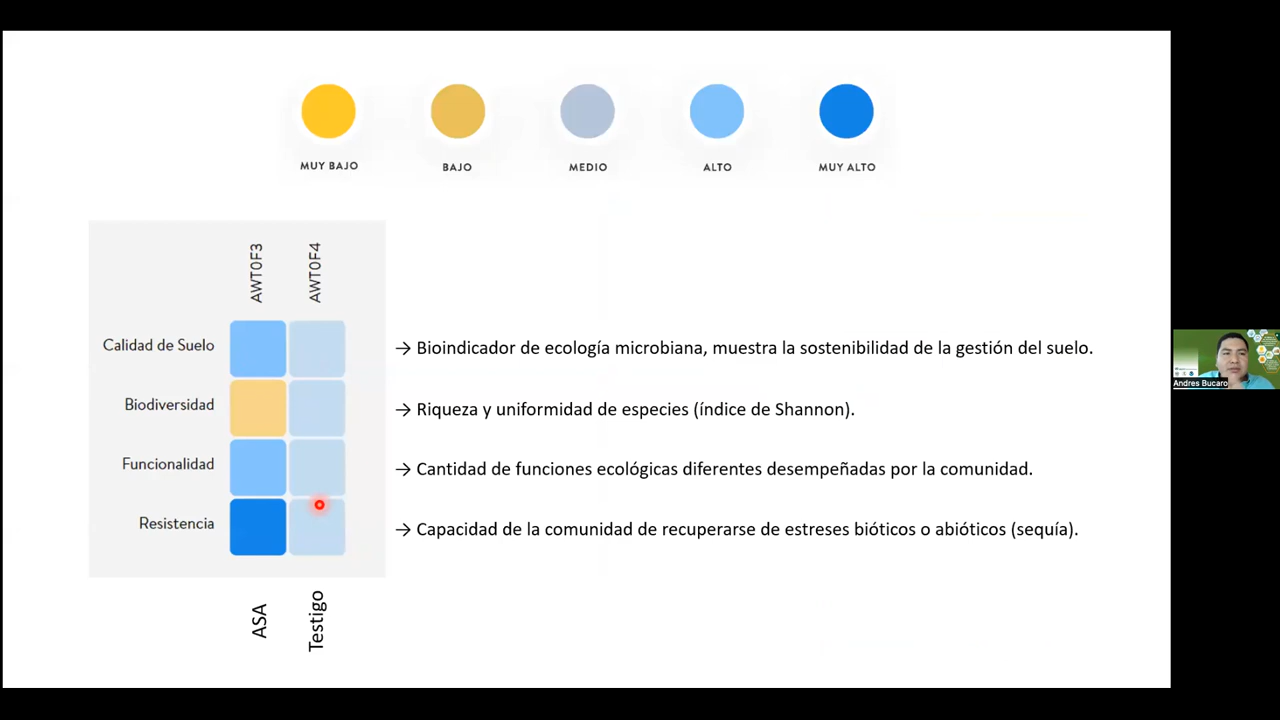 MUY BAJO
BAJO
MEDIO
ALTO
MUY ALTO
AWT0F3
AWT0F4
Calidad de Suelo
→ Bioindicador de ecología microbiana, muestra la sostenibilidad de la gestión del suelo.
Biodiversidad
→ Riqueza y uniformidad de especies (índice de Shannon).
Funcionalidad
→ Cantidad de funciones ecológicas diferentes desempeñadas por la comunidad.
Resistencia
→ Capacidad de la comunidad de recuperarse de estreses bióticos o abióticos (sequía).
ASA
Testigo
Andres Bucaro